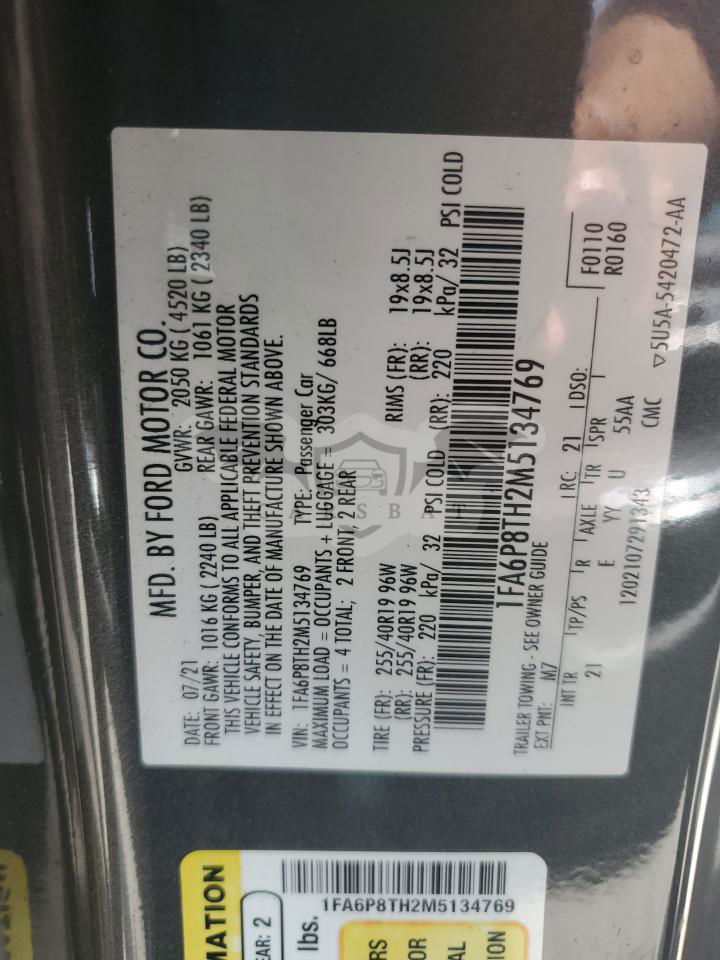 MFD. BY FORD MOTOR CO.
DATE: 07/21 GVWR: 2050 KG ( 4520 LB)
FRONT GAWR: 1016 KG ( 2240 LB) REAR GAWR: 1061 KG ( 2340 LB)
THIS VEHICLE CONFORMS TO ALL APPLICABLE FEDERAL MOTOR
VEHICLE SAFETY, BUMPER, AND THEFT PREVENTION STANDARDS
IN EFFECT ON THE DATE OF MANUFACTURE SHOWN ABOVE.
VIN: 1FA6P8TH2M5134769 TYPE: Passenger Car
MAXIMUM LOAD = OCCUPANTS + LUGGAGE = 303KG/ 668LB
OCCUPANTS = 4 TOTAL; 2 FRONT, 2 REAR
TIRE (FR): 255/40R19 96W RIMS (FR): 19x8.5J
(RR): 255/40R19 96W (RR): 19x8.5J
PRESSURE (FR): 220 kPa/ 32 PSI COLD (RR): 220 kPa/ 32 PSI COLD
1FA6P8TH2M5134769
TRAILER TOWING - SEE OWNER GUIDE
EXT PNT: M7 RC: 21 DSO: F0110
R0160
INT TR TP/PS R AXLE TR SPR
21 E YY U 55AA
1202107291343 CMC ▽5U5A-5420472-AA
MATION
EAR: 2
lbs.
1FA6P8TH2M5134769